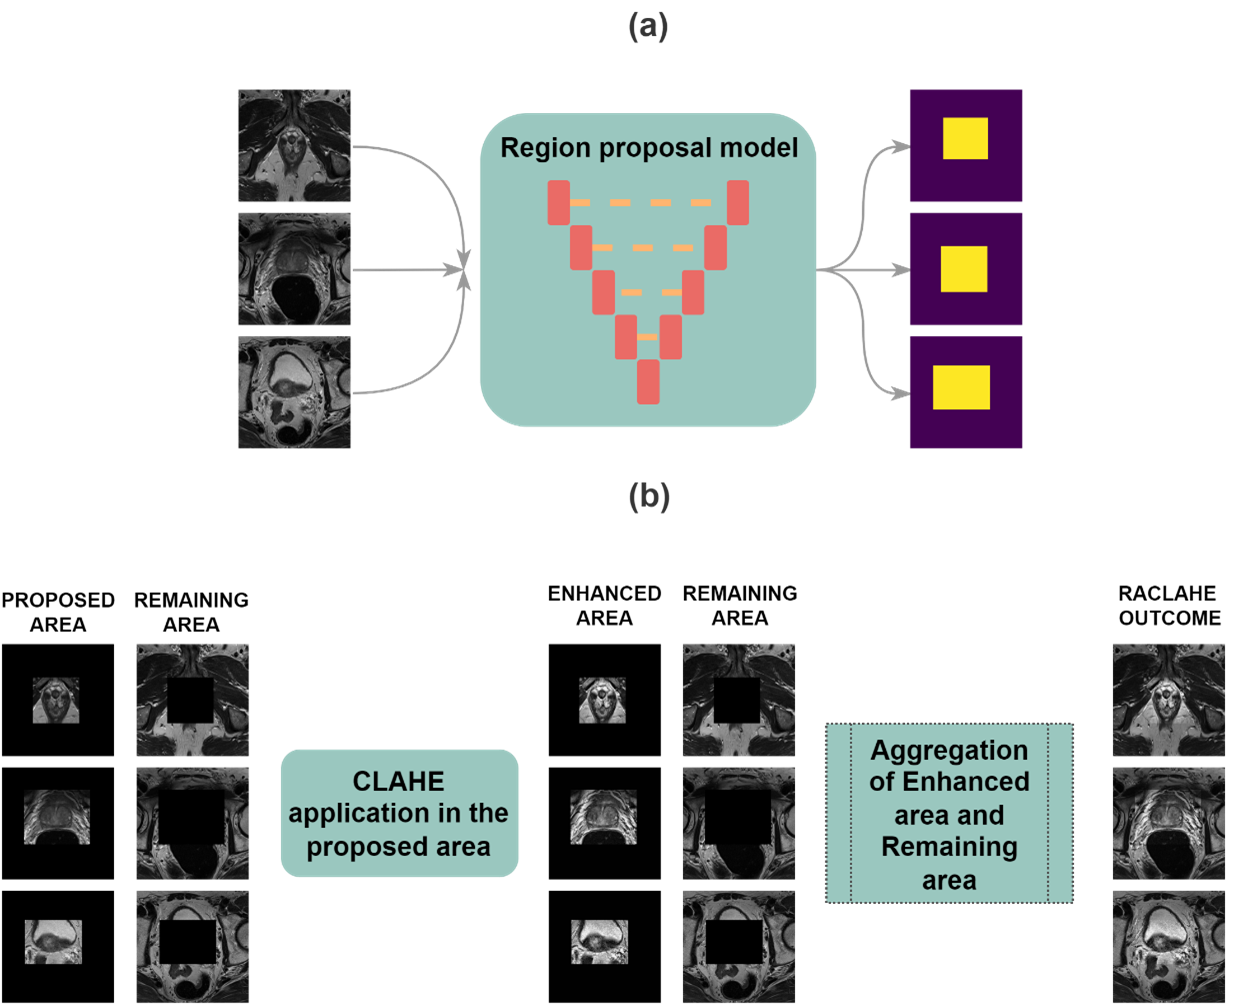 (a)
Region proposal model
(b)
PROPOSED
AREA
REMAINING
AREA
ENHANCED
AREA
REMAINING
AREA
RACLAHE
OUTCOME
CLAHE
application in the
proposed area
Aggregation
of Enhanced
area and
Remaining
area